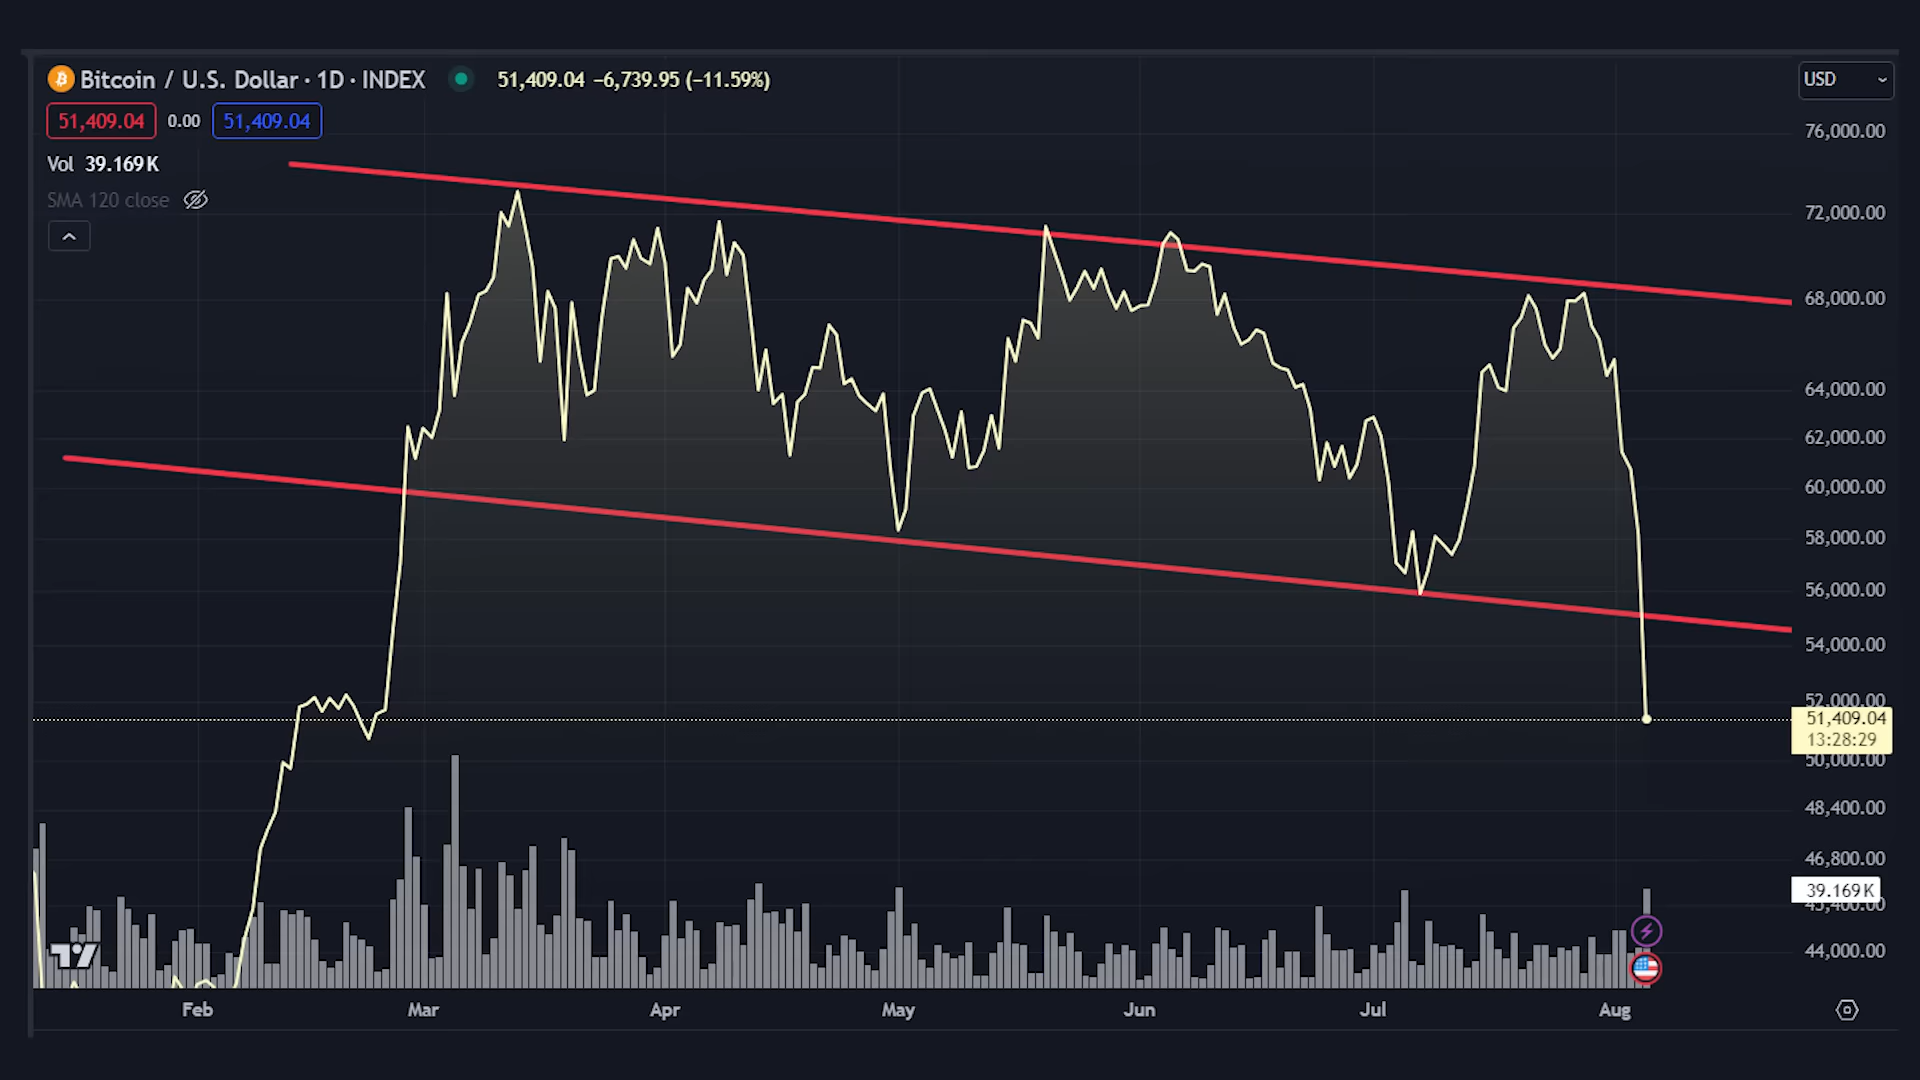 Bitcoin / U.S. Dollar · 1D · INDEX 51,409.04 −6,739.95 (−11.59%)
USD
51,409.04 0.00 51,409.04
Vol 39.169K
SMA 120 close
76,000.00
72,000.00
68,000.00
64,000.00
62,000.00
60,000.00
58,000.00
56,000.00
54,000.00
52,000.00
51,409.04
13:28:29
50,000.00
48,400.00
46,800.00
39.169K
44,000.00
Feb Mar Apr May Jun Jul Aug